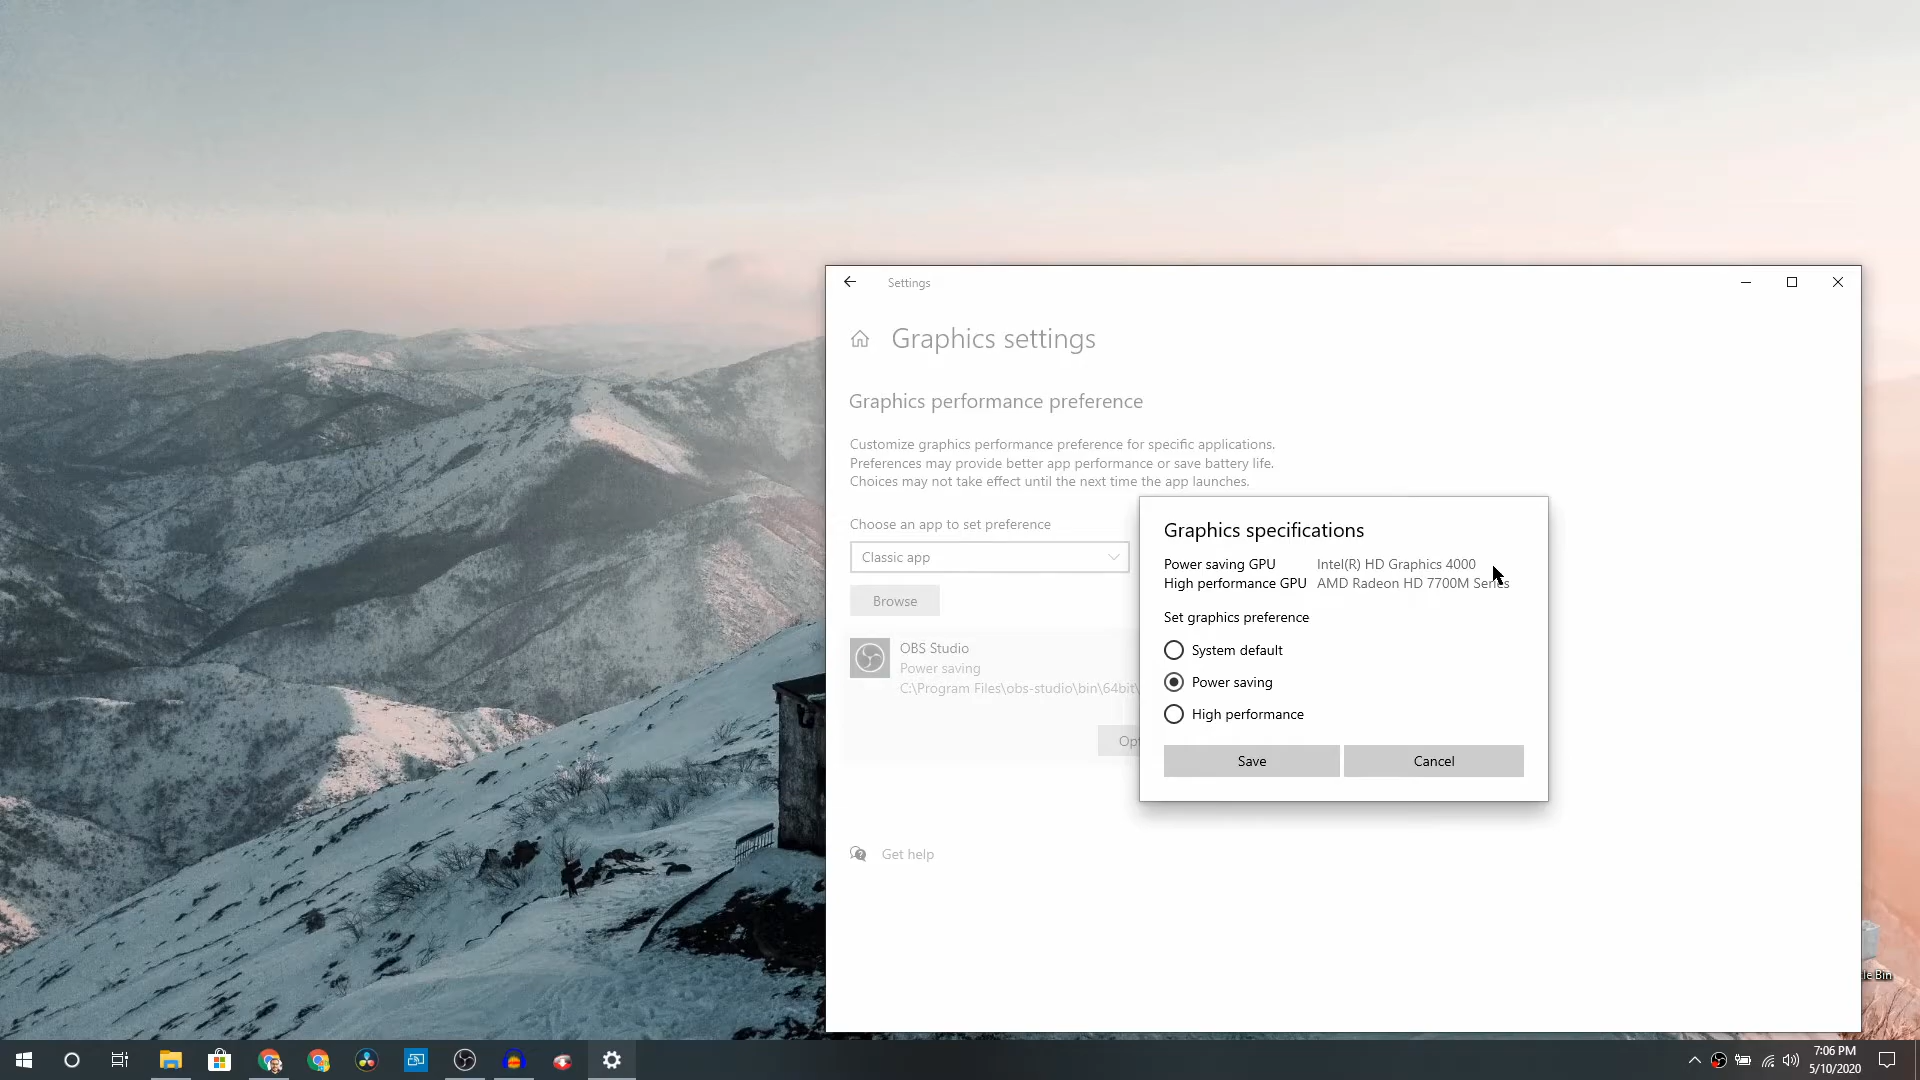 Settings
Graphics settings
Graphics performance preference
Customize graphics performance preference for specific applications.
Preferences may provide better app performance or save battery life.
Choices may not take effect until the next time the app launches.
Choose an app to set preference
Classic app
Browse
OBS Studio
Power saving
C:\Program Files\obs-studio\bin\64bit\
Opt
Get help
Graphics specifications
Power saving GPU Intel(R) HD Graphics 4000
High performance GPU AMD Radeon HD 7700M Series
Set graphics preference
System default
Power saving
High performance
Save Cancel
le Bin
7:06 PM
5/10/2020